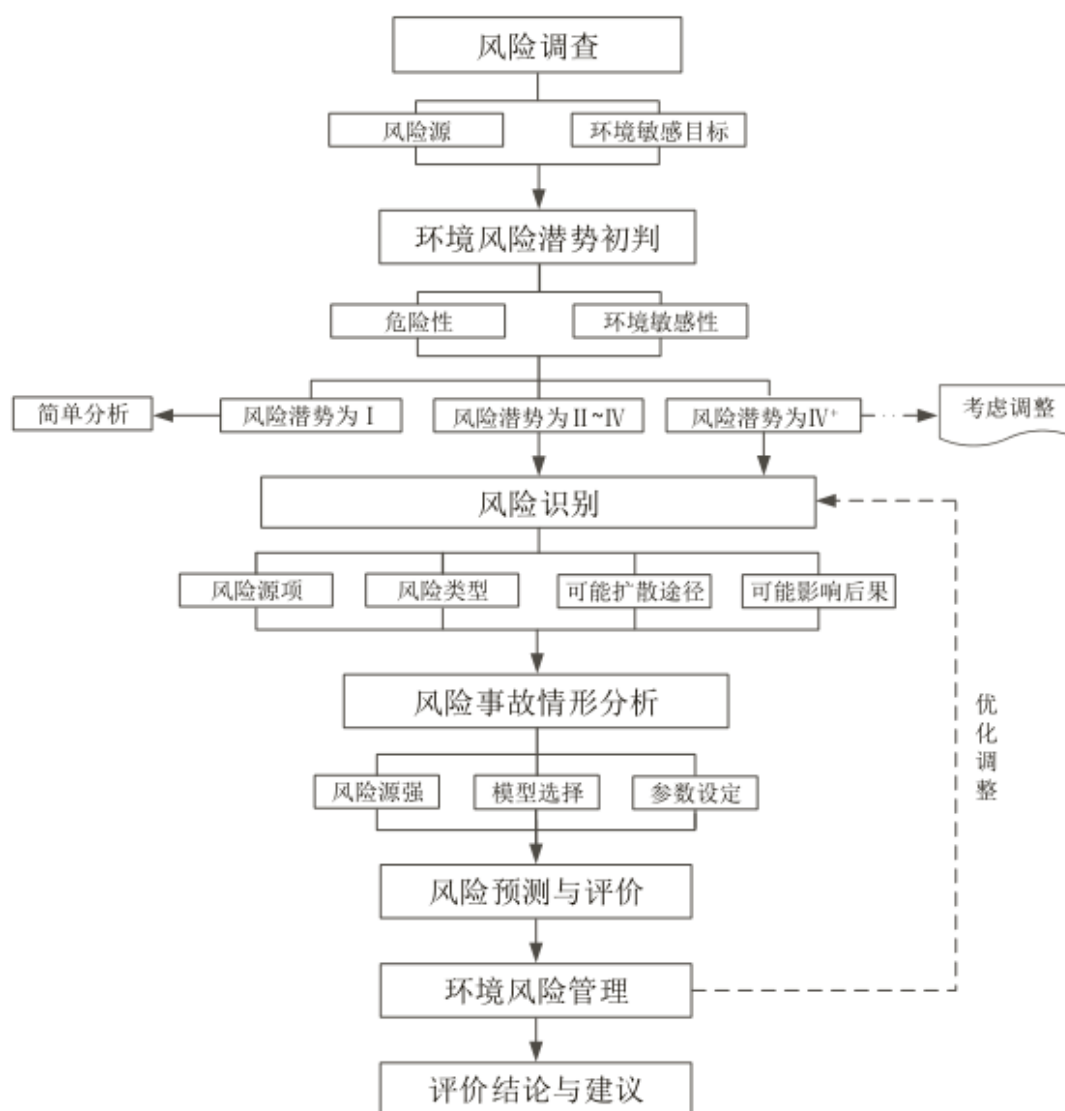 风险调查
风险源
环境敏感目标
环境风险潜势初判
危险性
环境敏感性
简单分析
风险潜势为Ⅰ
风险潜势为Ⅱ~Ⅳ
风险潜势为Ⅳ⁺
考虑调整
风险识别
风险源项
风险类型
可能扩散途径
可能影响后果
风险事故情形分析
优化调整
风险源强
模型选择
参数设定
风险预测与评价
环境风险管理
评价结论与建议